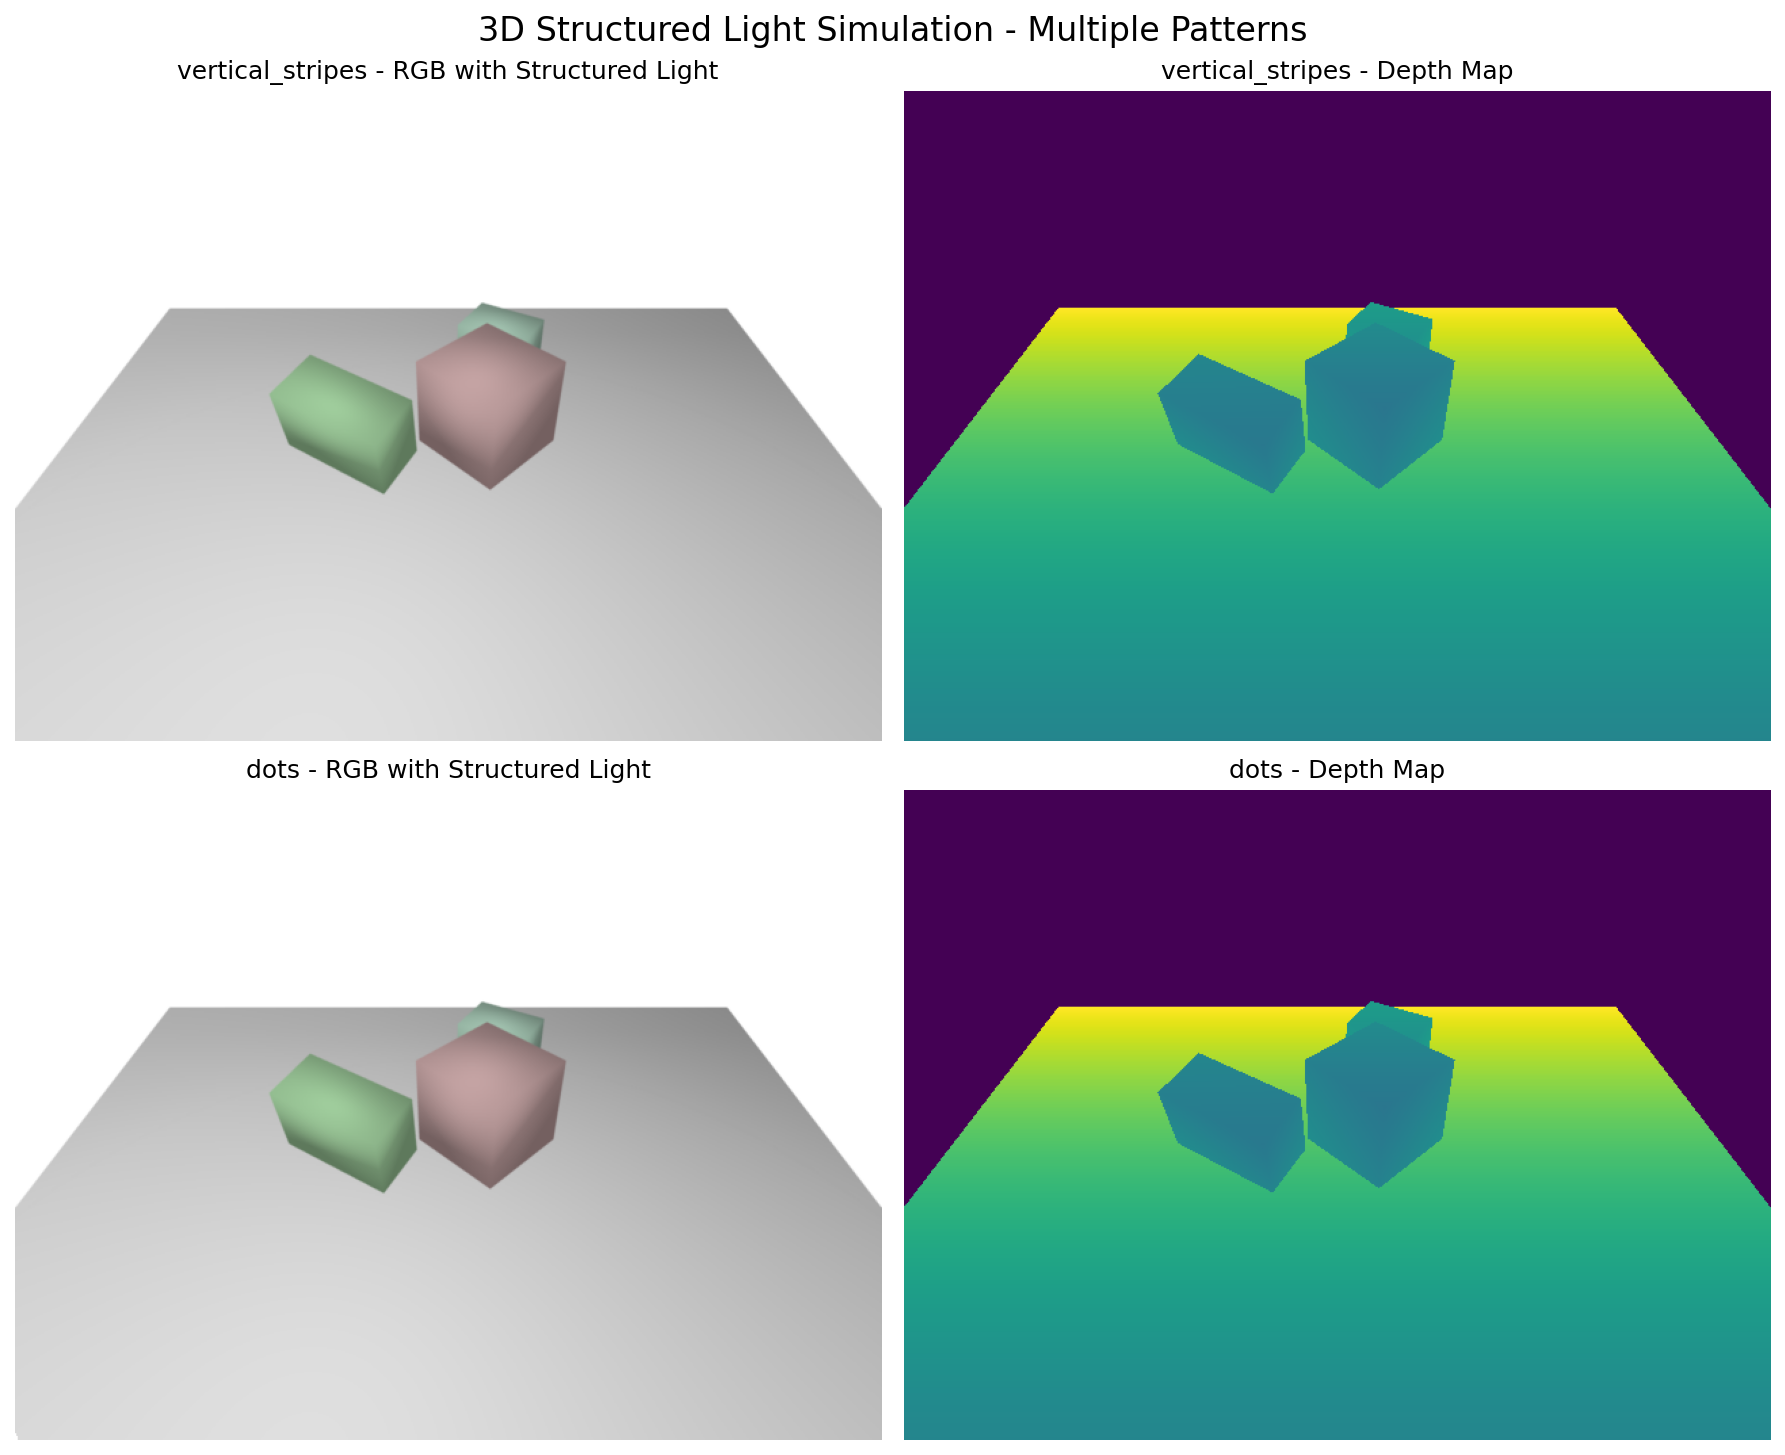 3D Structured Light Simulation - Multiple Patterns
vertical_stripes - RGB with Structured Light
vertical_stripes - Depth Map
dots - RGB with Structured Light
dots - Depth Map